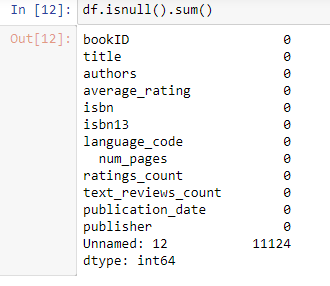 In [12]: df.isnull().sum()
Out[12]: bookID 0
title 0
authors 0
average_rating 0
isbn 0
isbn13 0
language_code 0
  num_pages 0
ratings_count 0
text_reviews_count 0
publication_date 0
publisher 0
Unnamed: 12 11124
dtype: int64